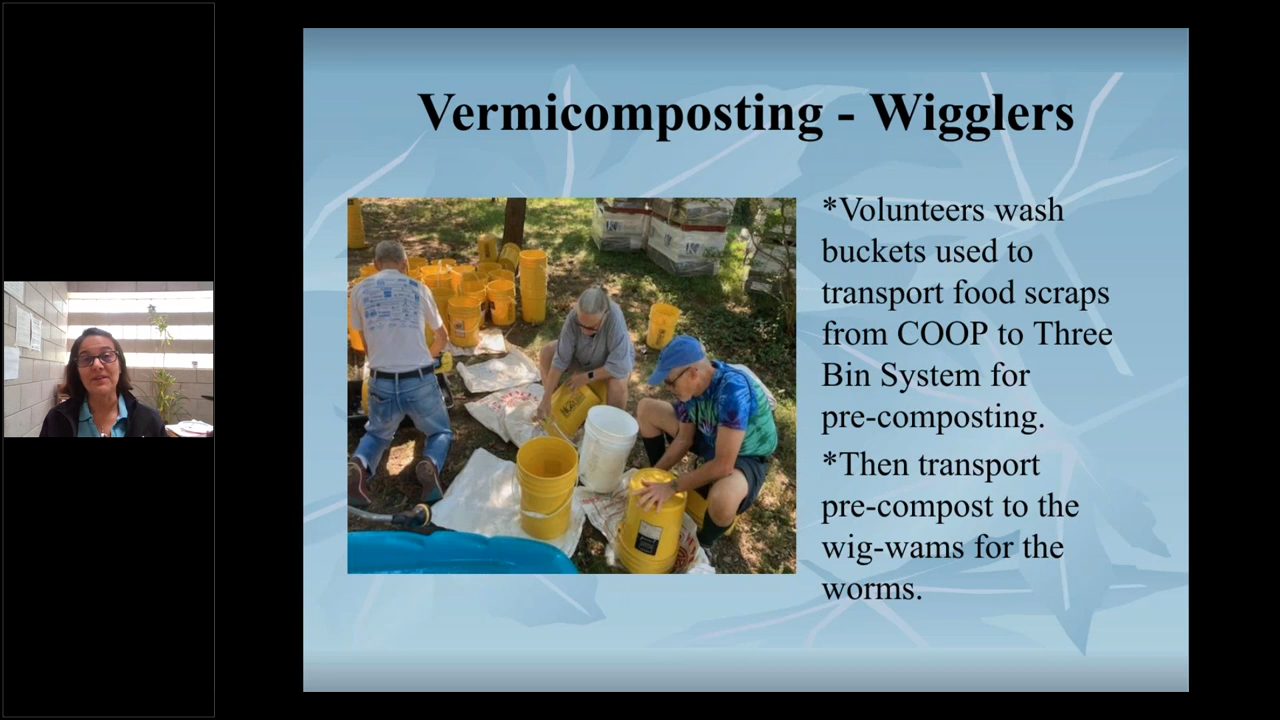 Vermicomposting - Wigglers
*Volunteers wash
buckets used to
transport food scraps
from COOP to Three
Bin System for
pre-composting.
*Then transport
pre-compost to the
wig-wams for the
worms.